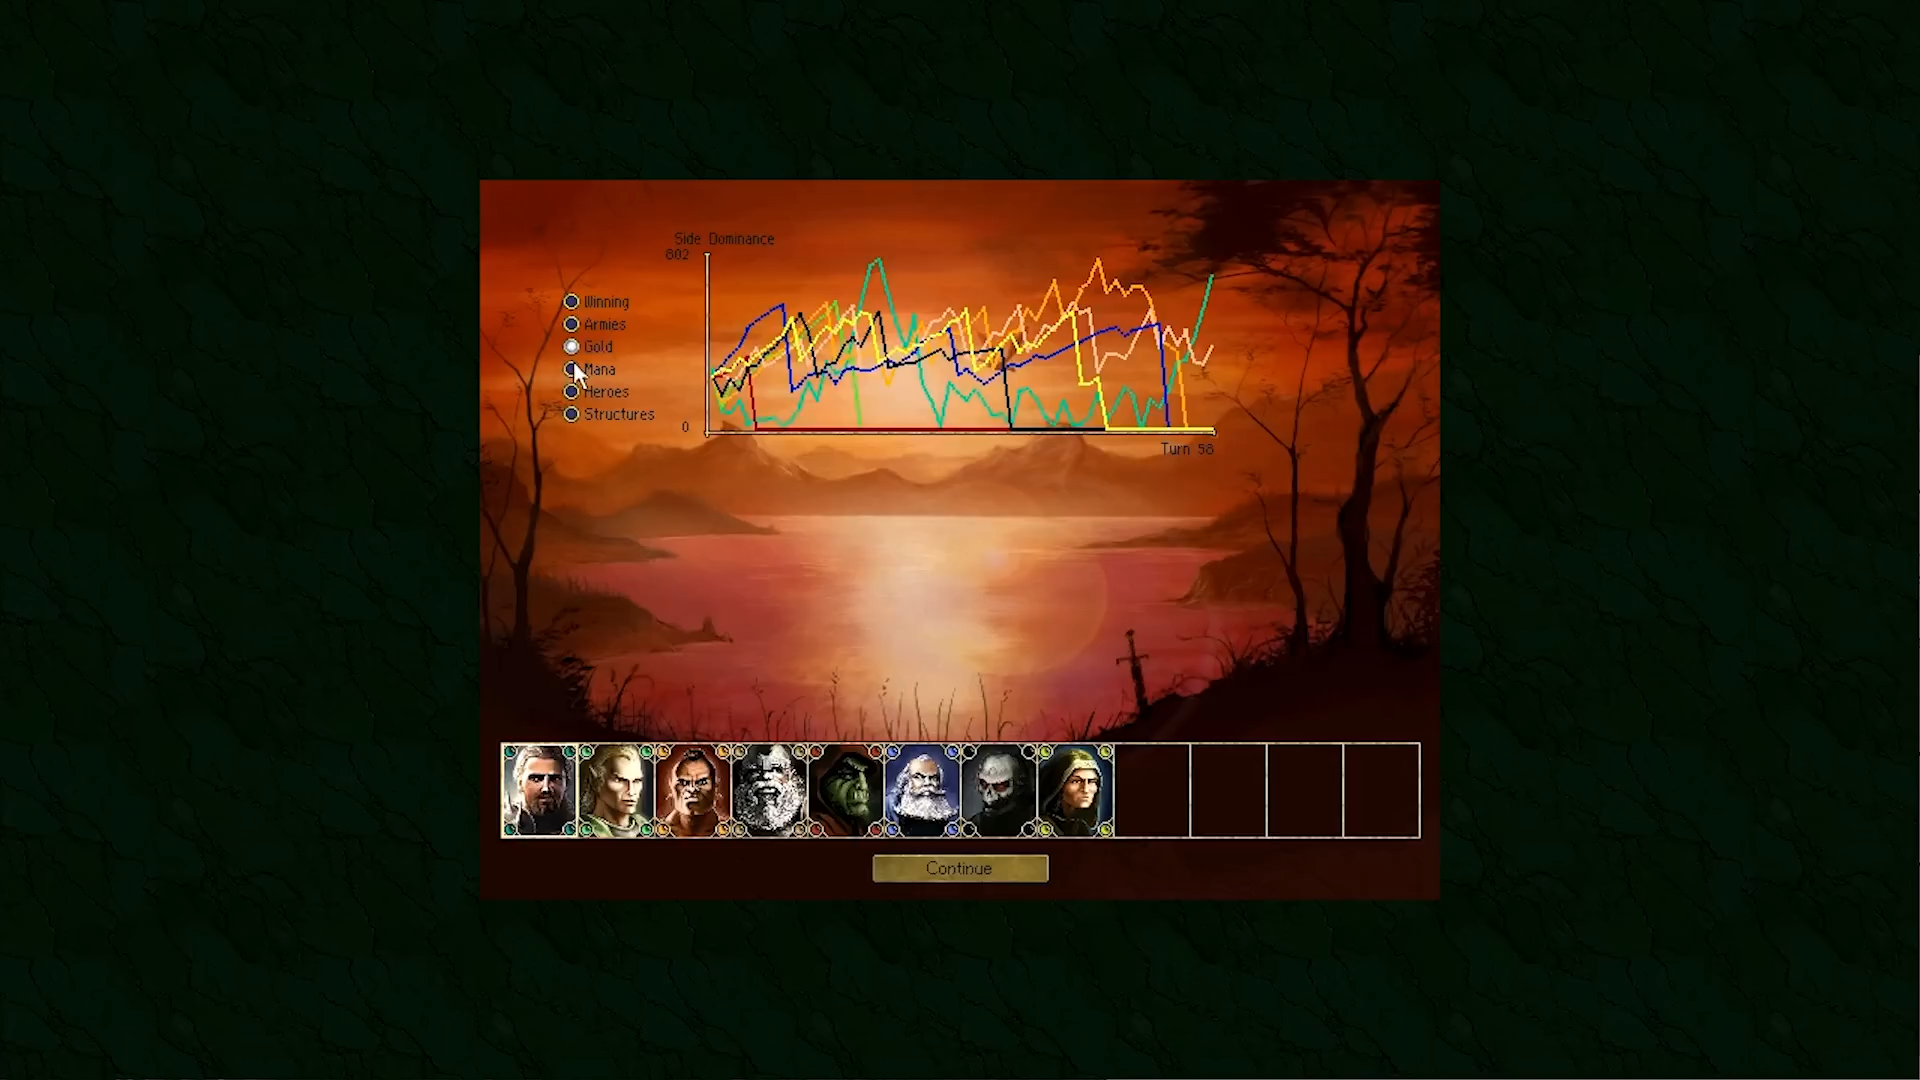 Side Dominance
802
Winning
Armies
Gold
Mana
Heroes
Structures
0
Turn 58
Continue